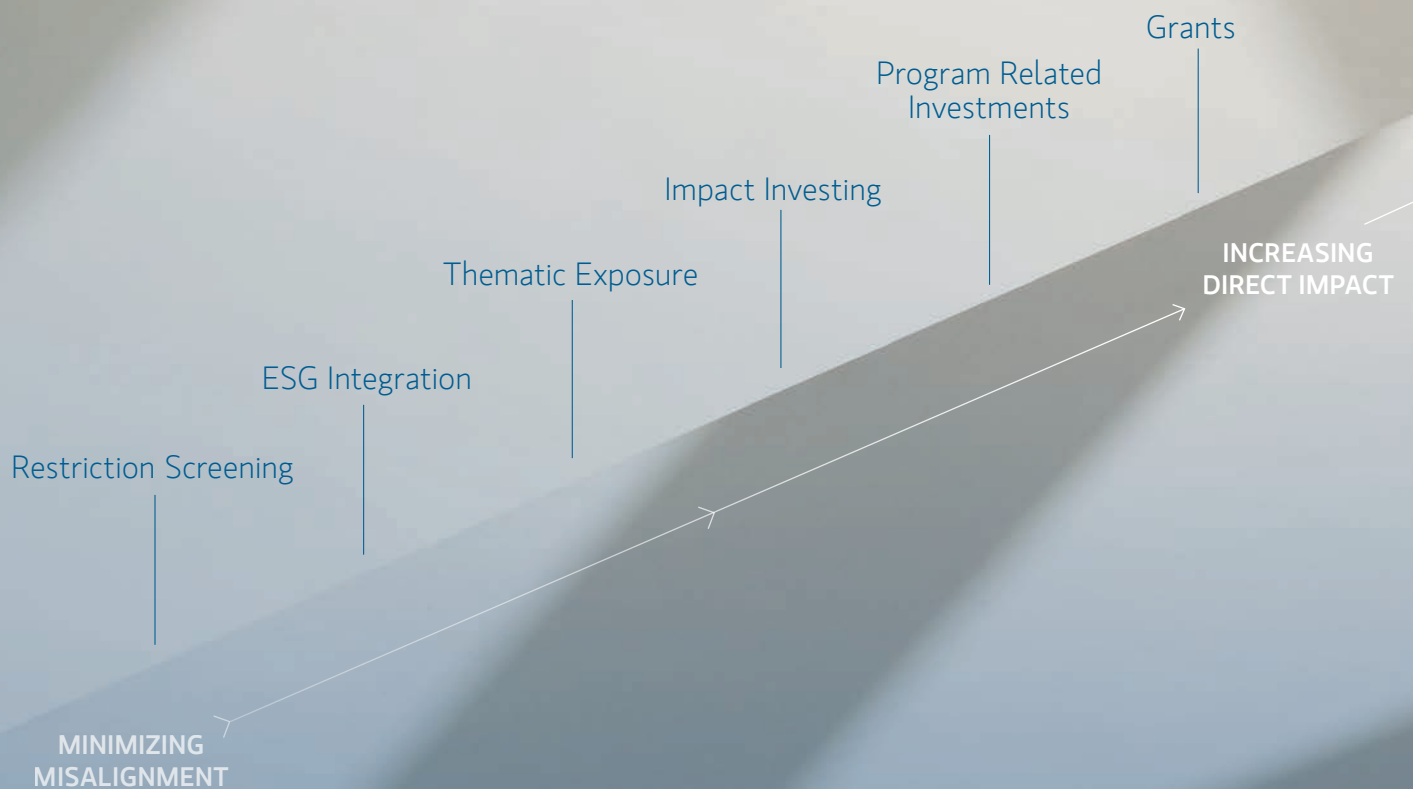 Grants
Program Related
Investments
Impact Investing
Thematic Exposure
ESG Integration
Restriction Screening
INCREASING
DIRECT IMPACT
MINIMIZING
MISALIGNMENT